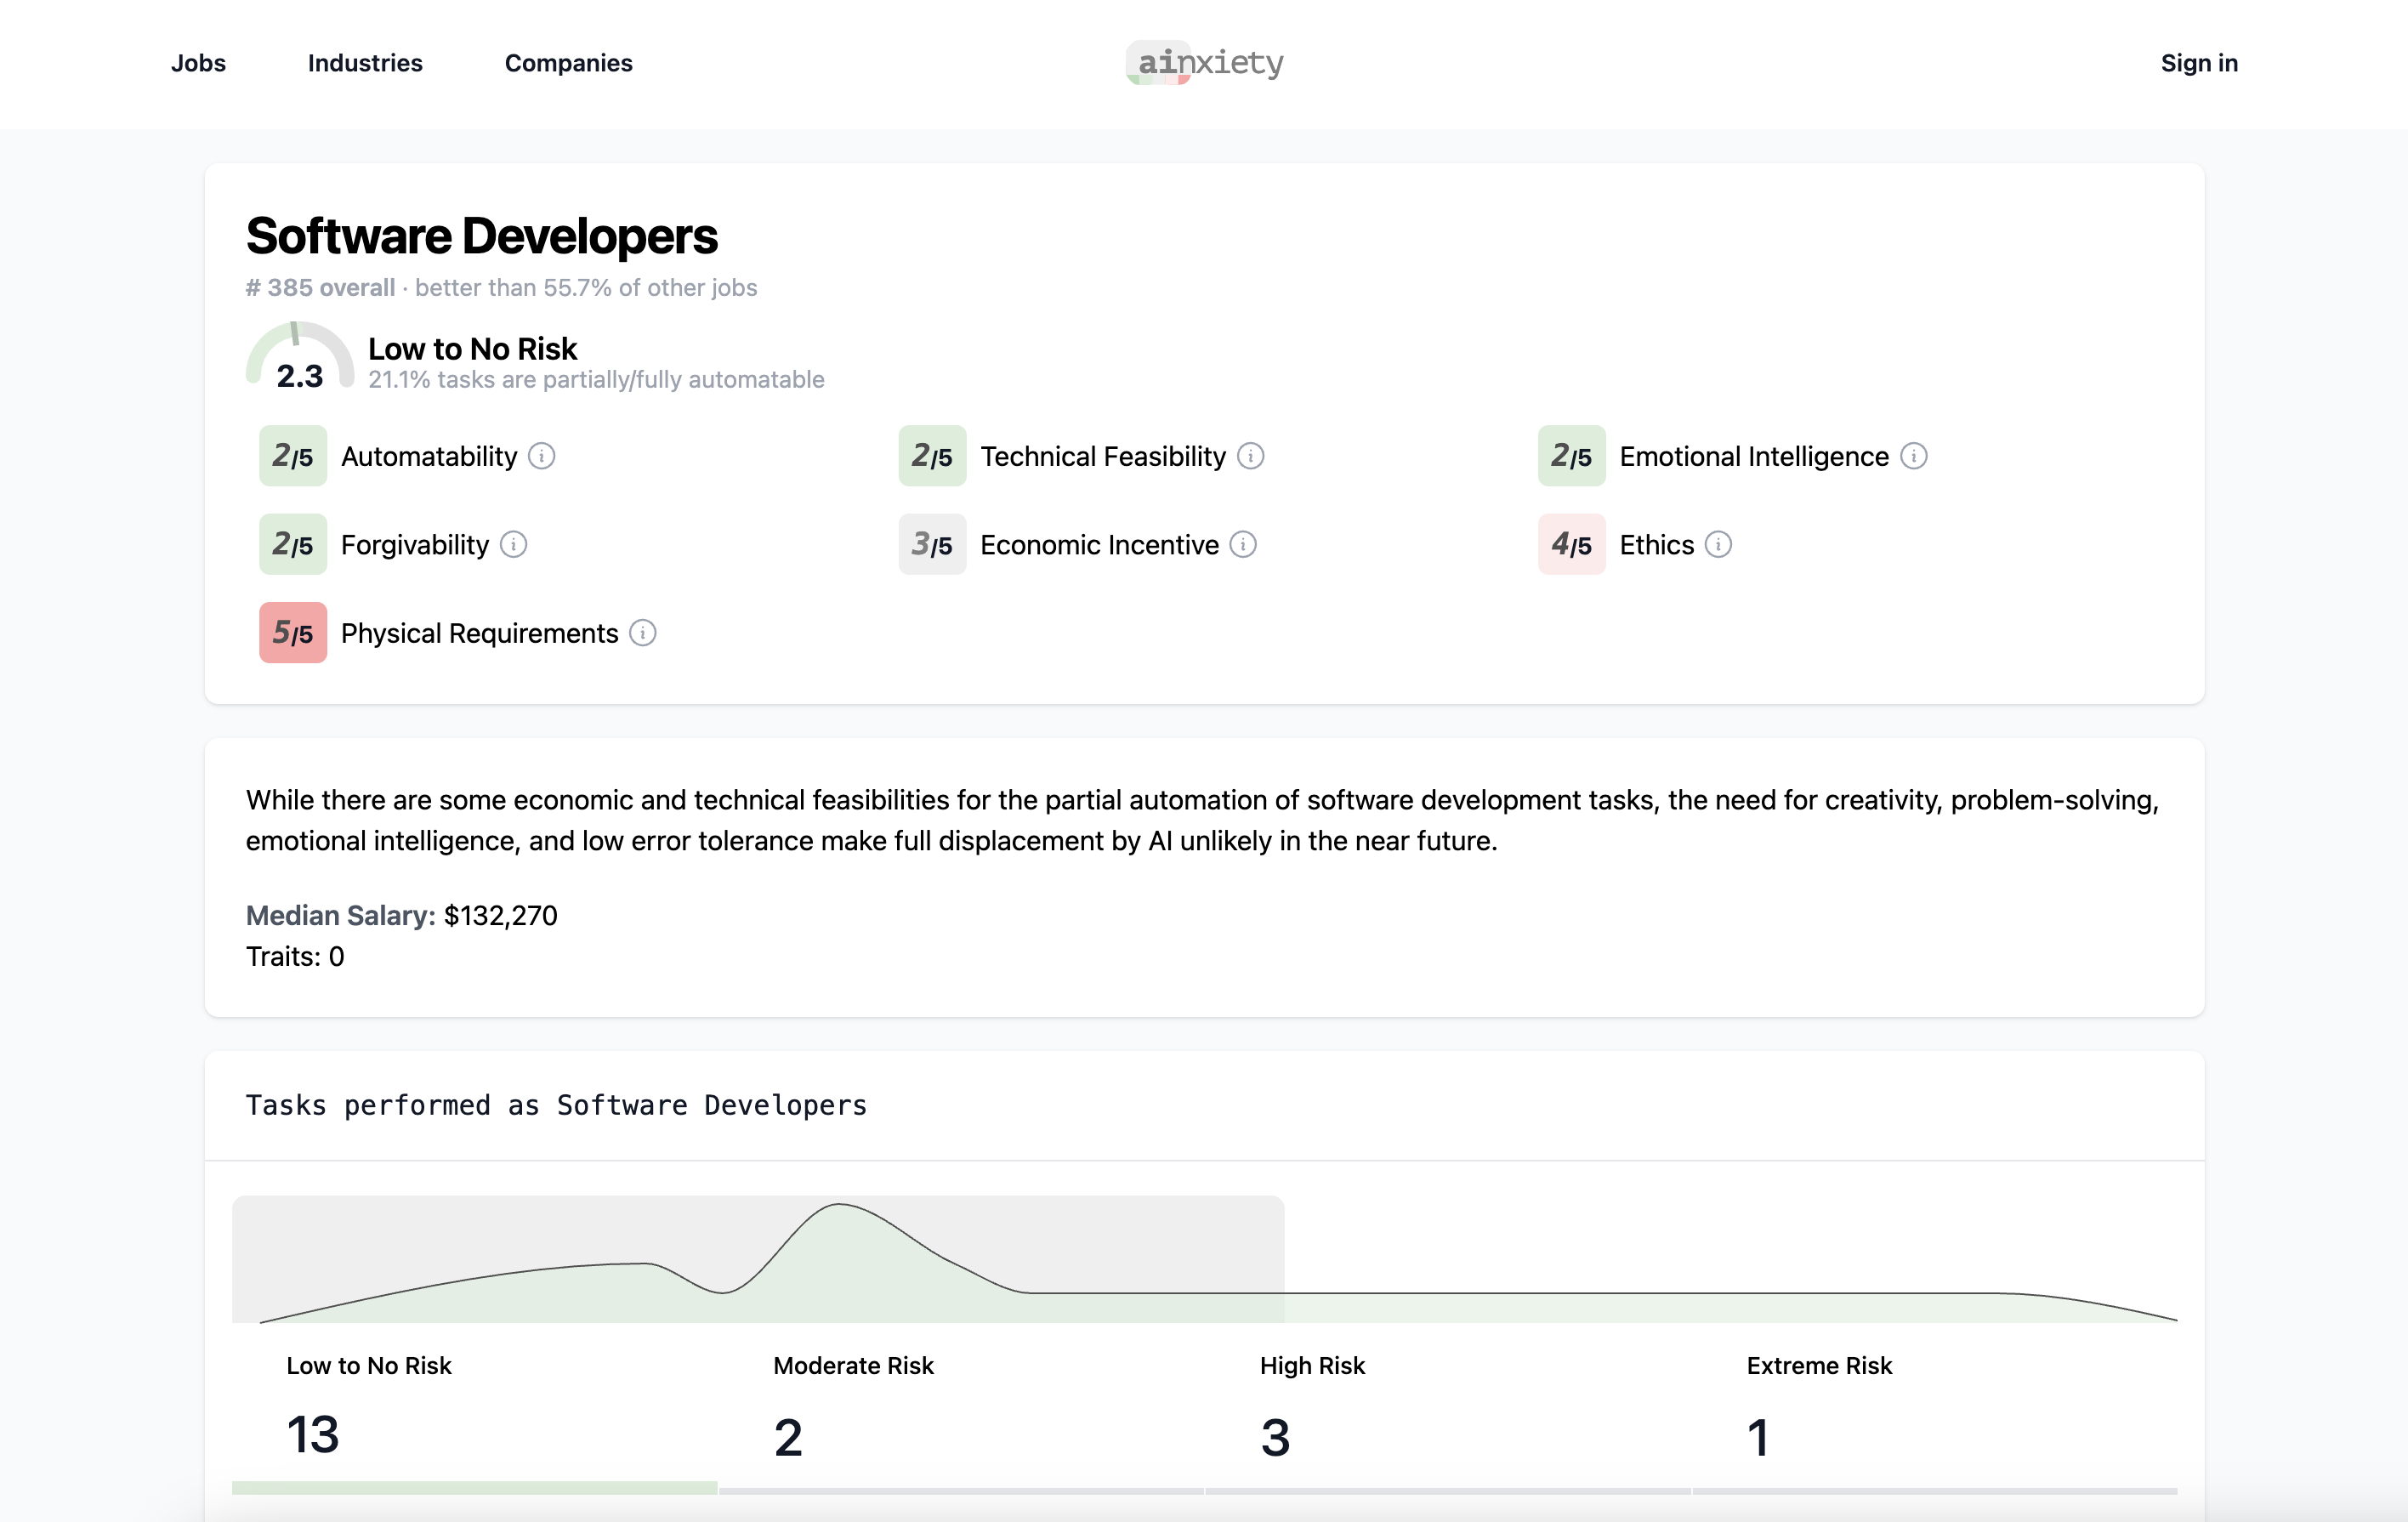 Jobs Industries Companies ainxiety Sign in
Software Developers
# 385 overall · better than 55.7% of other jobs
2.3 Low to No Risk
21.1% tasks are partially/fully automatable
2/5 Automatability 2/5 Technical Feasibility 2/5 Emotional Intelligence
2/5 Forgivability 3/5 Economic Incentive 4/5 Ethics
5/5 Physical Requirements
While there are some economic and technical feasibilities for the partial automation of software development tasks, the need for creativity, problem-solving,
emotional intelligence, and low error tolerance make full displacement by AI unlikely in the near future.
Median Salary: $132,270
Traits: 0
Tasks performed as Software Developers
Low to No Risk Moderate Risk High Risk Extreme Risk
13 2 3 1